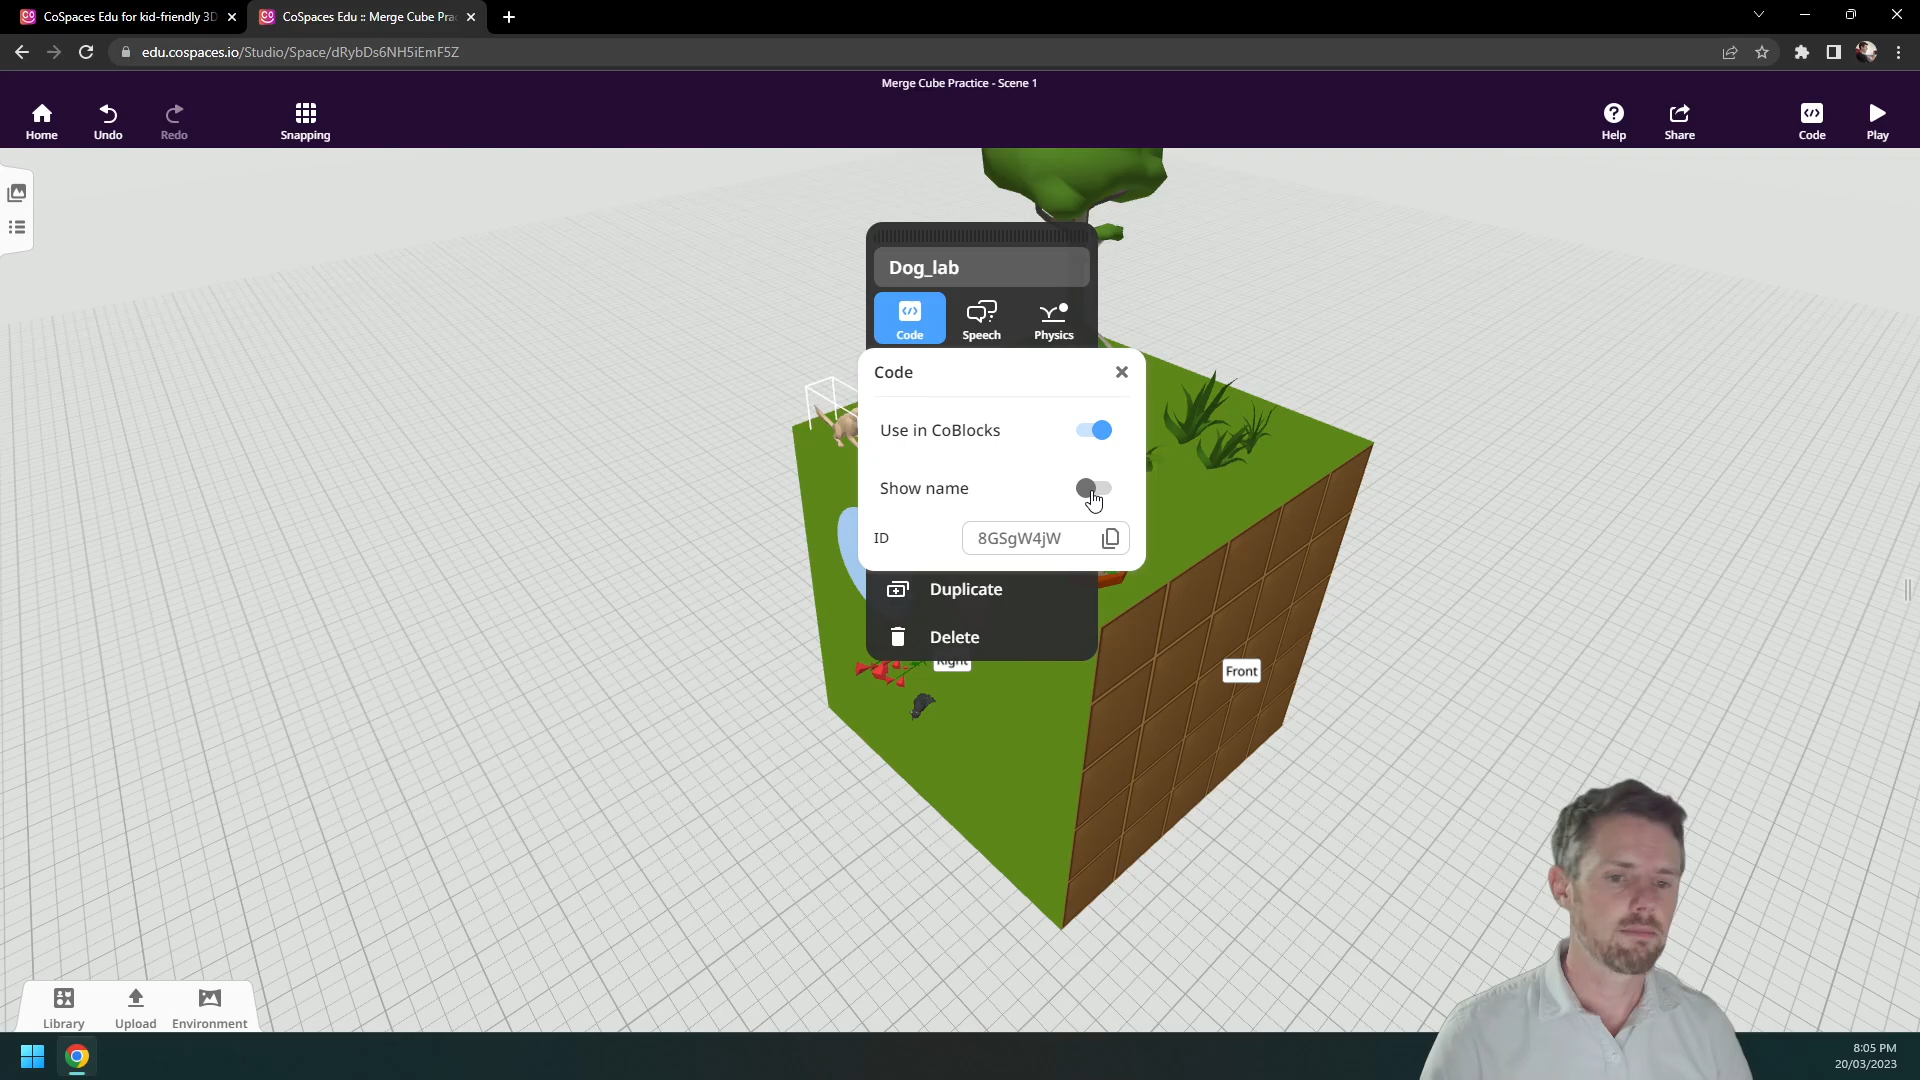 CoSpaces Edu for kid-friendly 3D
CoSpaces Edu :: Merge Cube Prac
edu.cospaces.io/Studio/Space/dRybDs6NH5iEmF5Z
Merge Cube Practice - Scene 1
Home
Undo
Redo
Snapping
Help
Share
Code
Play
Dog_lab
Code
Speech
Physics
Code
Use in CoBlocks
Show name
ID
8GSgW4jW
Duplicate
Delete
Right
Front
Library
Upload
Environment
8:05 PM
20/03/2023